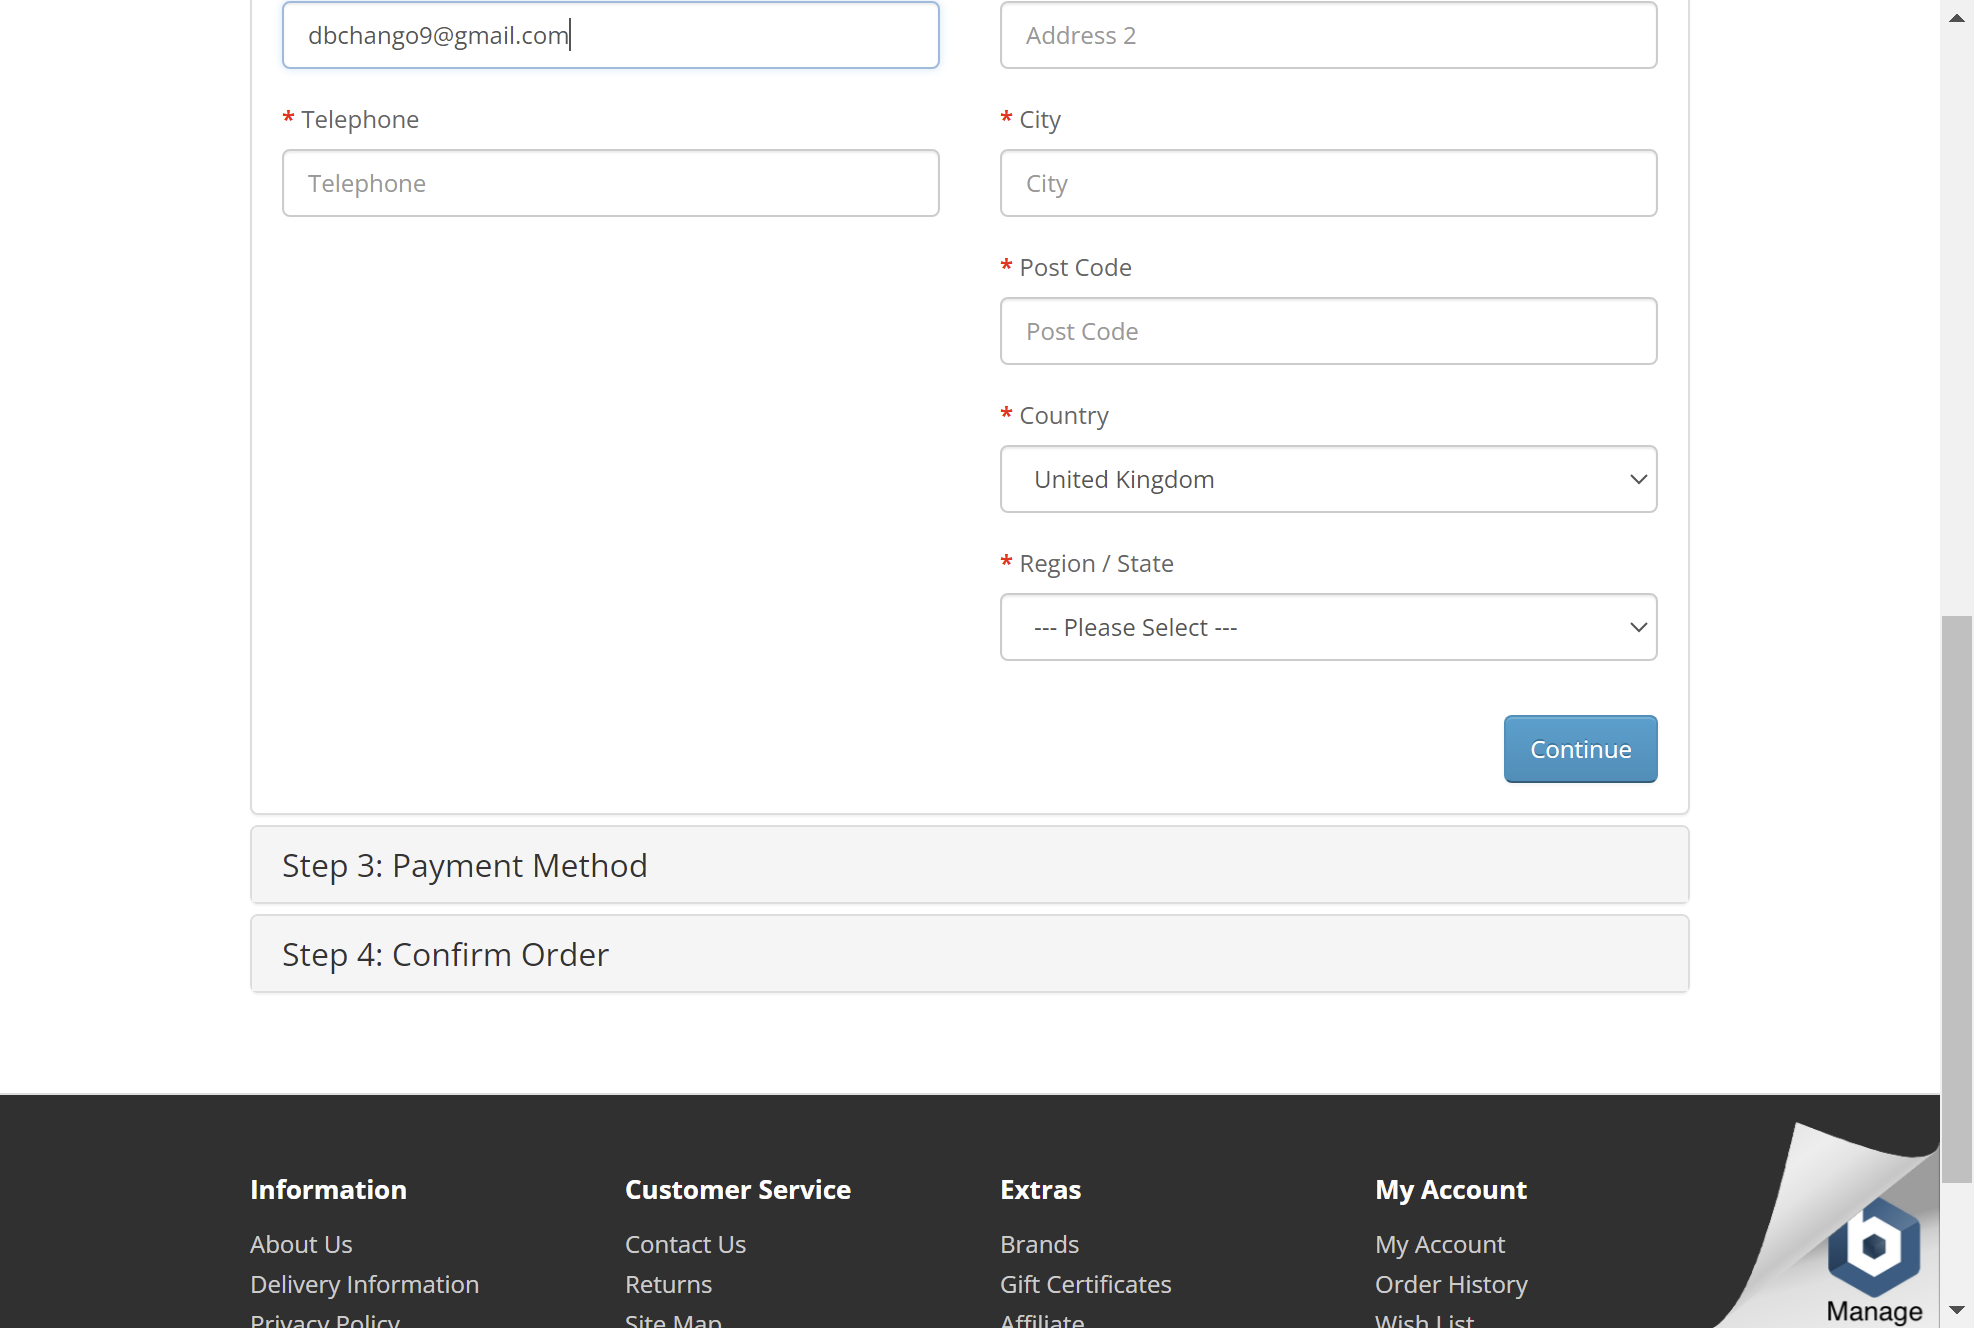 dbchango9@gmail.com
Address 2
* Telephone
Telephone
* City
City
* Post Code
Post Code
* Country
United Kingdom
* Region / State
--- Please Select ---
Continue
Step 3: Payment Method
Step 4: Confirm Order
Information
About Us
Delivery Information
Privacy Policy
Customer Service
Contact Us
Returns
Site Map
Extras
Brands
Gift Certificates
Affiliate
My Account
My Account
Order History
Wish List
b
Manage